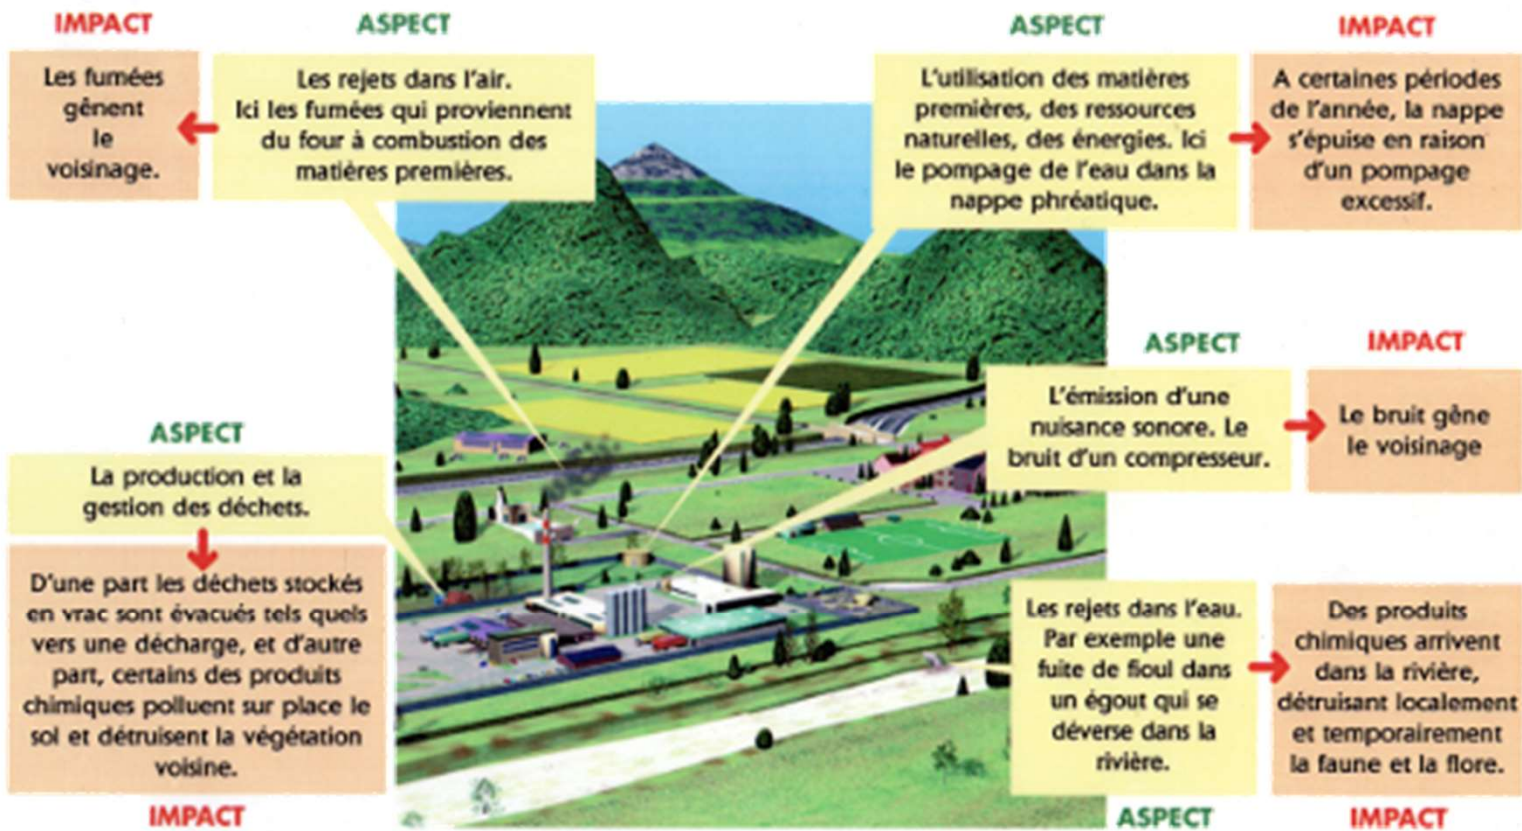 IMPACT
Les fumées
gênent
le
voisinage.
ASPECT
Les rejets dans l'air.
Ici les fumées qui proviennent
du four à combustion des
matières premières.
ASPECT
L'utilisation des matières
premières, des ressources
naturelles, des énergies. Ici
le pompage de l'eau dans la
nappe phréatique.
IMPACT
A certaines périodes
de l'année, la nappe
s'épuise en raison
d'un pompage
excessif.
ASPECT
L'émission d'une
nuisance sonore. Le
bruit d'un compresseur.
IMPACT
Le bruit gêne
le voisinage
ASPECT
La production et la
gestion des déchets.
D'une part les déchets stockés
en vrac sont évacués tels quels
vers une décharge, et d'autre
part, certains des produits
chimiques polluent sur place le
sol et détruisent la végétation
voisine.
IMPACT
Les rejets dans l'eau.
Par exemple une
fuite de fioul dans
un égout qui se
déverse dans la
rivière.
ASPECT
Des produits
chimiques arrivent
dans la rivière,
détruisant localement
et temporairement
la faune et la flore.
IMPACT